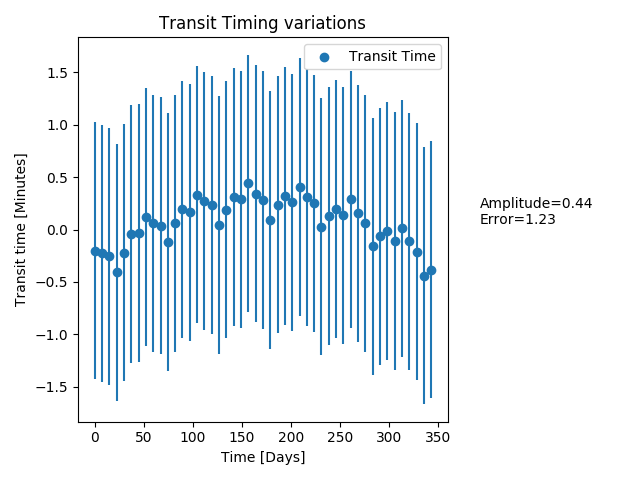 Transit Timing variations
Transit Time
1.5
1.0
0.5
0.0
−0.5
−1.0
−1.5
Transit time [Minutes]
Amplitude=0.44
Error=1.23
0 50 100 150 200 250 300 350
Time [Days]